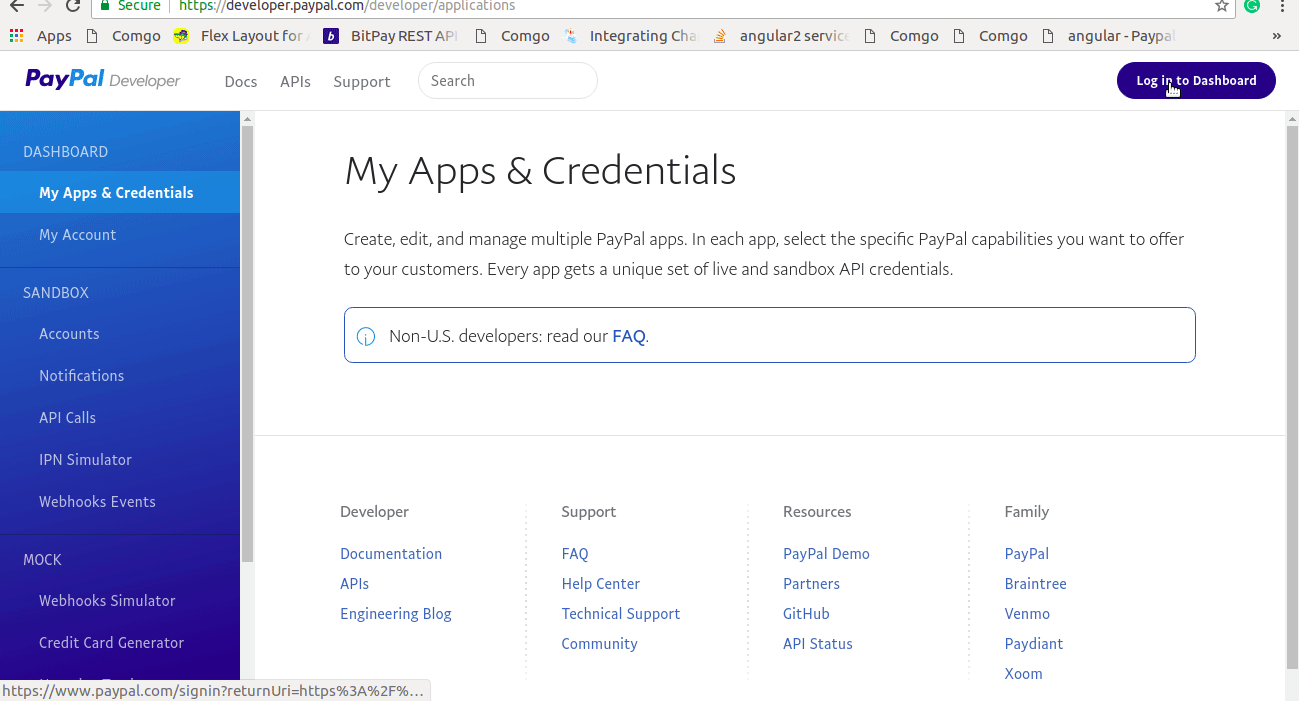 Secure https://developer.paypal.com/developer/applications
Apps Comgo Flex Layout for BitPay REST API Comgo Integrating Cha angular2 service Comgo Comgo angular - Paypal »
PayPal Developer Docs APIs Support Search Log in to Dashboard
DASHBOARD
My Apps & Credentials
My Account
SANDBOX
Accounts
Notifications
API Calls
IPN Simulator
Webhooks Events
MOCK
Webhooks Simulator
Credit Card Generator
My Apps & Credentials
Create, edit, and manage multiple PayPal apps. In each app, select the specific PayPal capabilities you want to offer
to your customers. Every app gets a unique set of live and sandbox API credentials.
Non-U.S. developers: read our FAQ.
Developer
Documentation
APIs
Engineering Blog
Support
FAQ
Help Center
Technical Support
Community
Resources
PayPal Demo
Partners
GitHub
API Status
Family
PayPal
Braintree
Venmo
Paydiant
Xoom
https://www.paypal.com/signin?returnUri=https%3A%2F%...